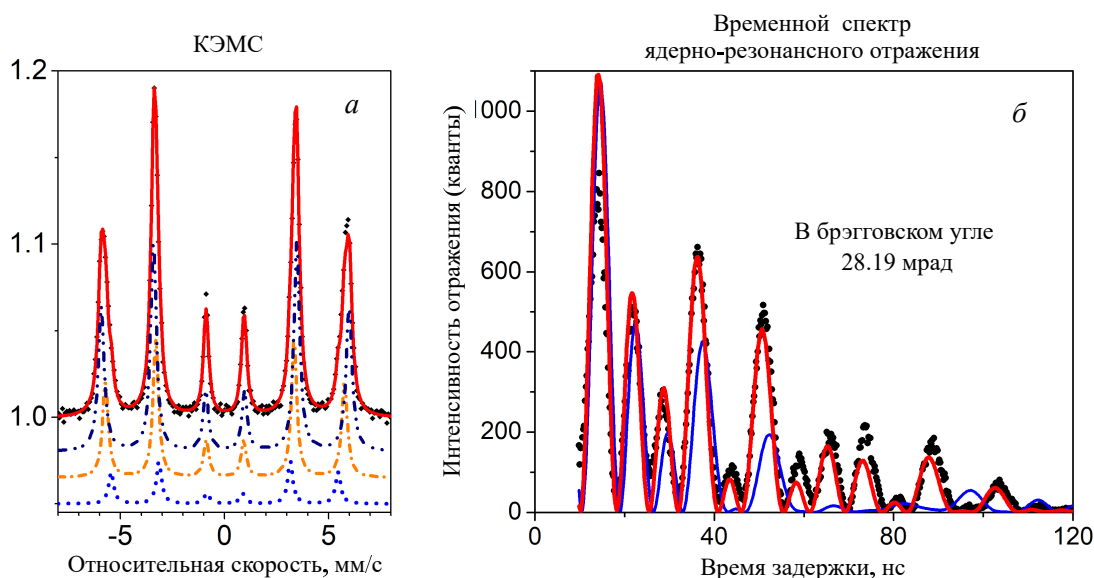 КЭМС
а
1.2
1.1
1.0
-5
0
5
Относительная скорость, мм/с
Временной спектр
ядерно-резонансного отражения
б
В брэгговском угле
28.19 мрад
Интенсивность отражения (кванты)
1000
800
600
400
200
0
0
40
80
120
Время задержки, нс